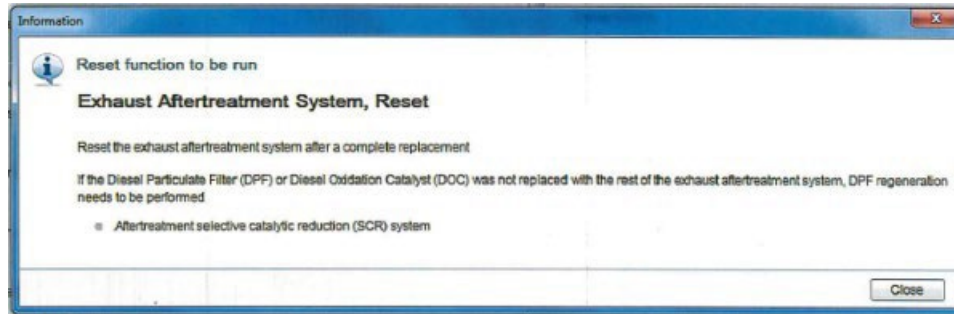 Information
Reset function to be run
Exhaust Aftertreatment System, Reset
Reset the exhaust aftertreatment system after a complete replacement
If the Diesel Particulate Filter (DPF) or Diesel Oxidation Catalyst (DOC) was not replaced with the rest of the exhaust aftertreatment system, DPF regeneration
needs to be performed
Aftertreatment selective catalytic reduction (SCR) system
Close